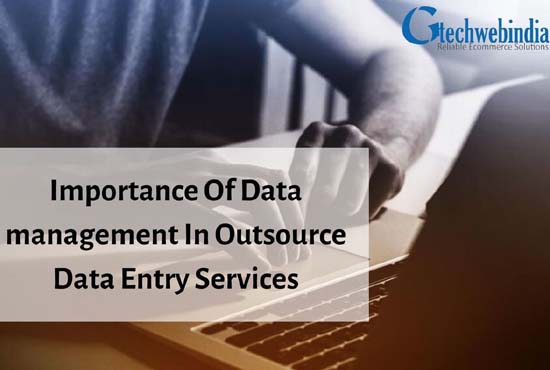 Gtechwebindia
Reliable Ecommerce Solutions
Importance Of Data
management In Outsource
Data Entry Services